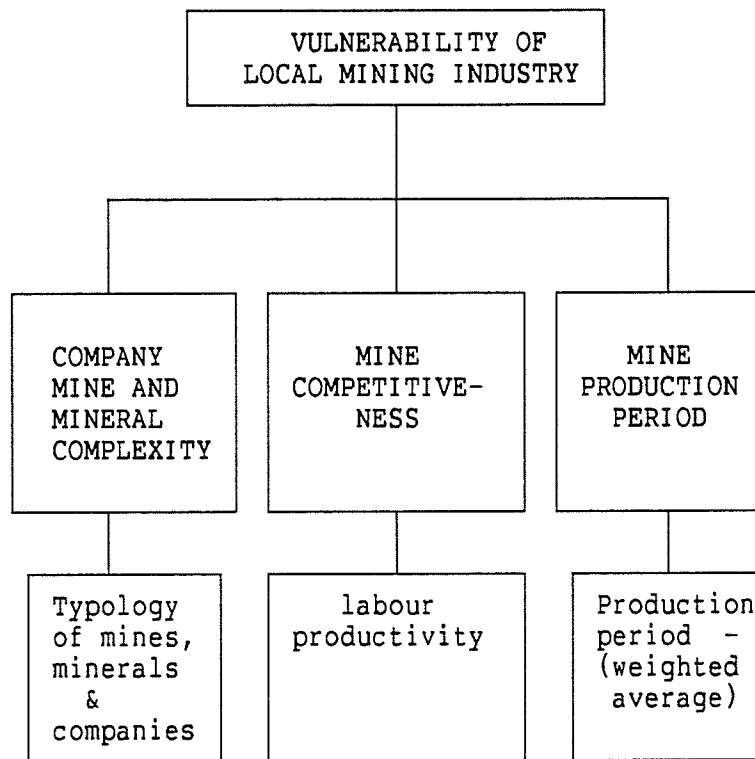 VULNERABILITY OF
LOCAL MINING INDUSTRY
COMPANY
MINE AND
MINERAL
COMPLEXITY
MINE
COMPETITIVE-
NESS
MINE
PRODUCTION
PERIOD
Typology
of mines,
minerals
&
companies
labour
productivity
Production
period -
(weighted
average)